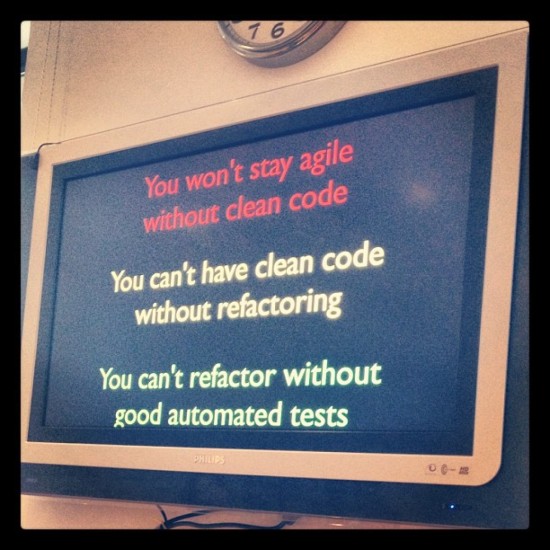 7 6
You won't stay agile
without clean code
You can't have clean code
without refactoring
You can't refactor without
good automated tests
PHILIPS